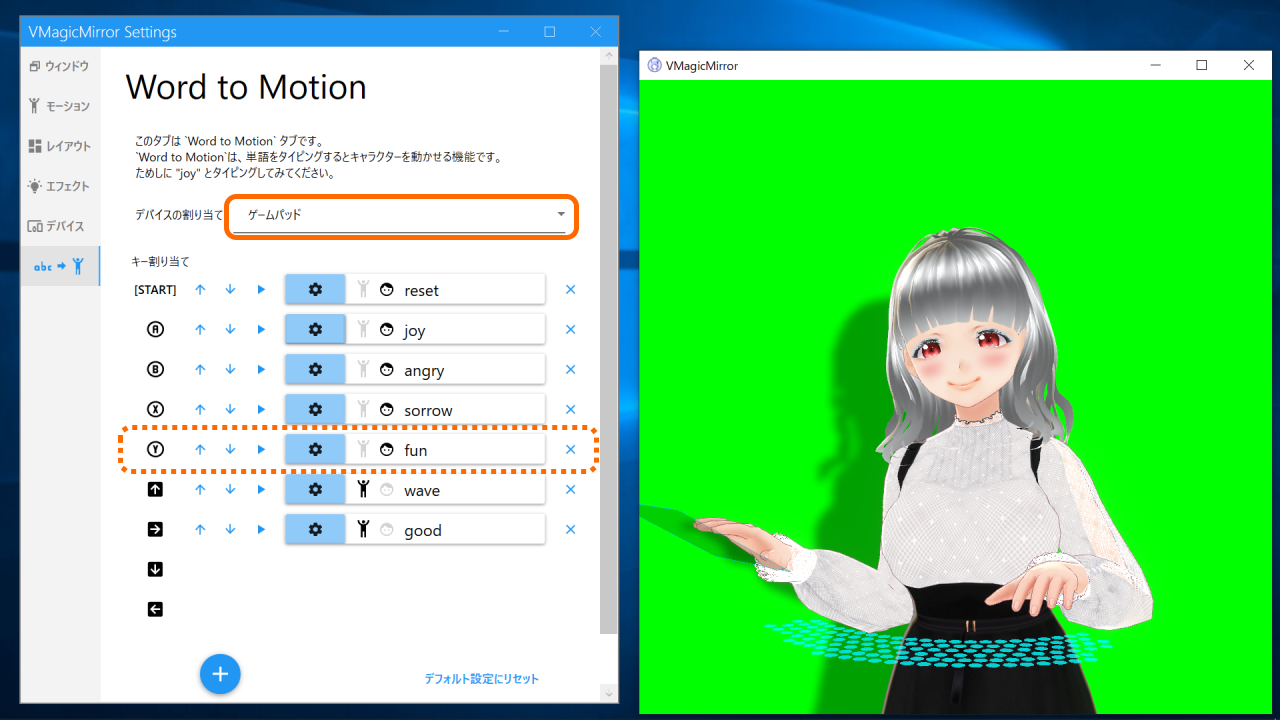 VMagicMirror Settings
ウィンドウ
モーション
レイアウト
エフェクト
デバイス
abc
Word to Motion
このタブは `Word to Motion` タブです。
`Word to Motion`は、単語をタイピングするとキャラクターを動かせる機能です。
ためしに "joy" とタイピングしてみてください。
デバイスの割り当て ゲームパッド
キー割り当て
[START] reset
A joy
B angry
X sorrow
Y fun
wave
good
+
デフォルト設定にリセット
VMagicMirror